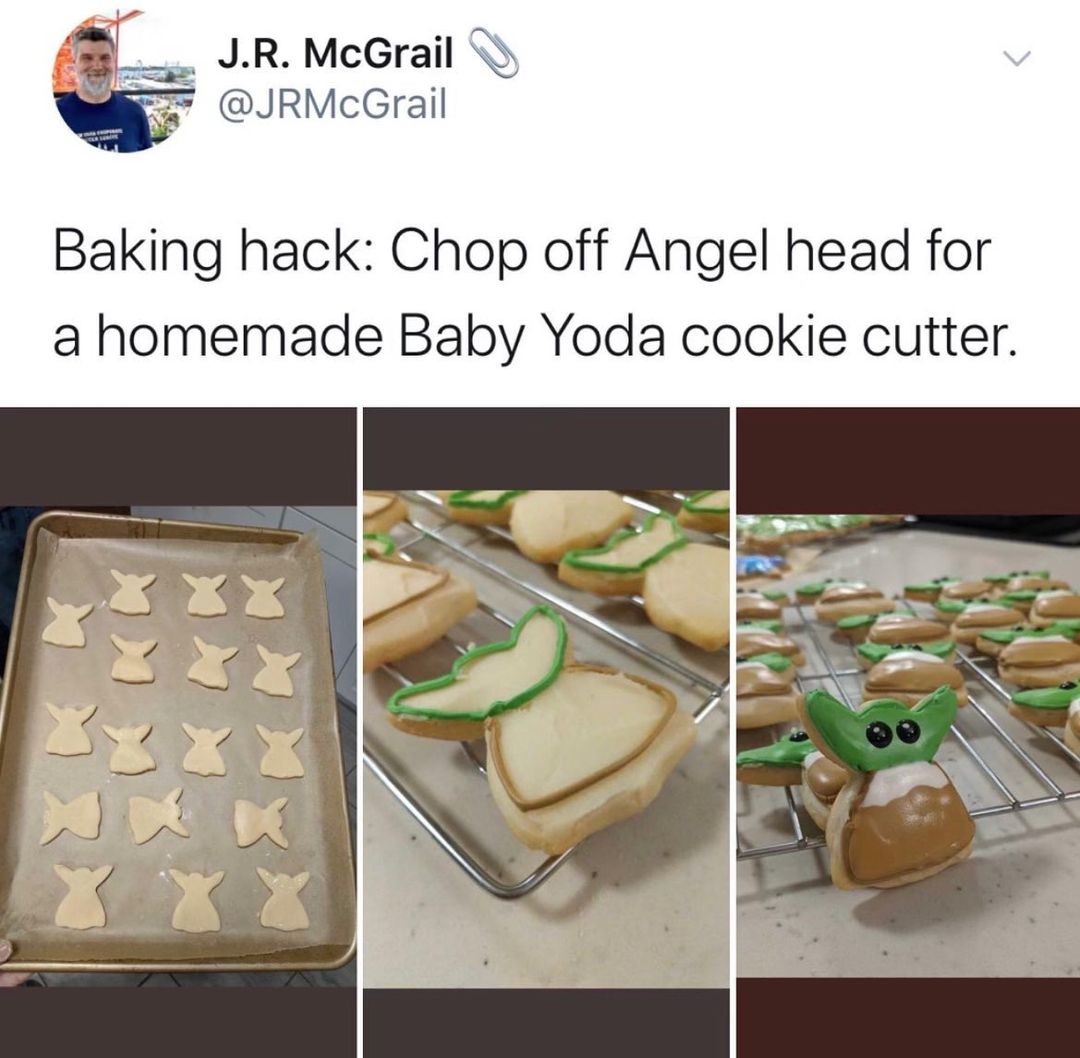 J.R. McGrail
@JRMcGrail
Baking hack: Chop off Angel head for
a homemade Baby Yoda cookie cutter.